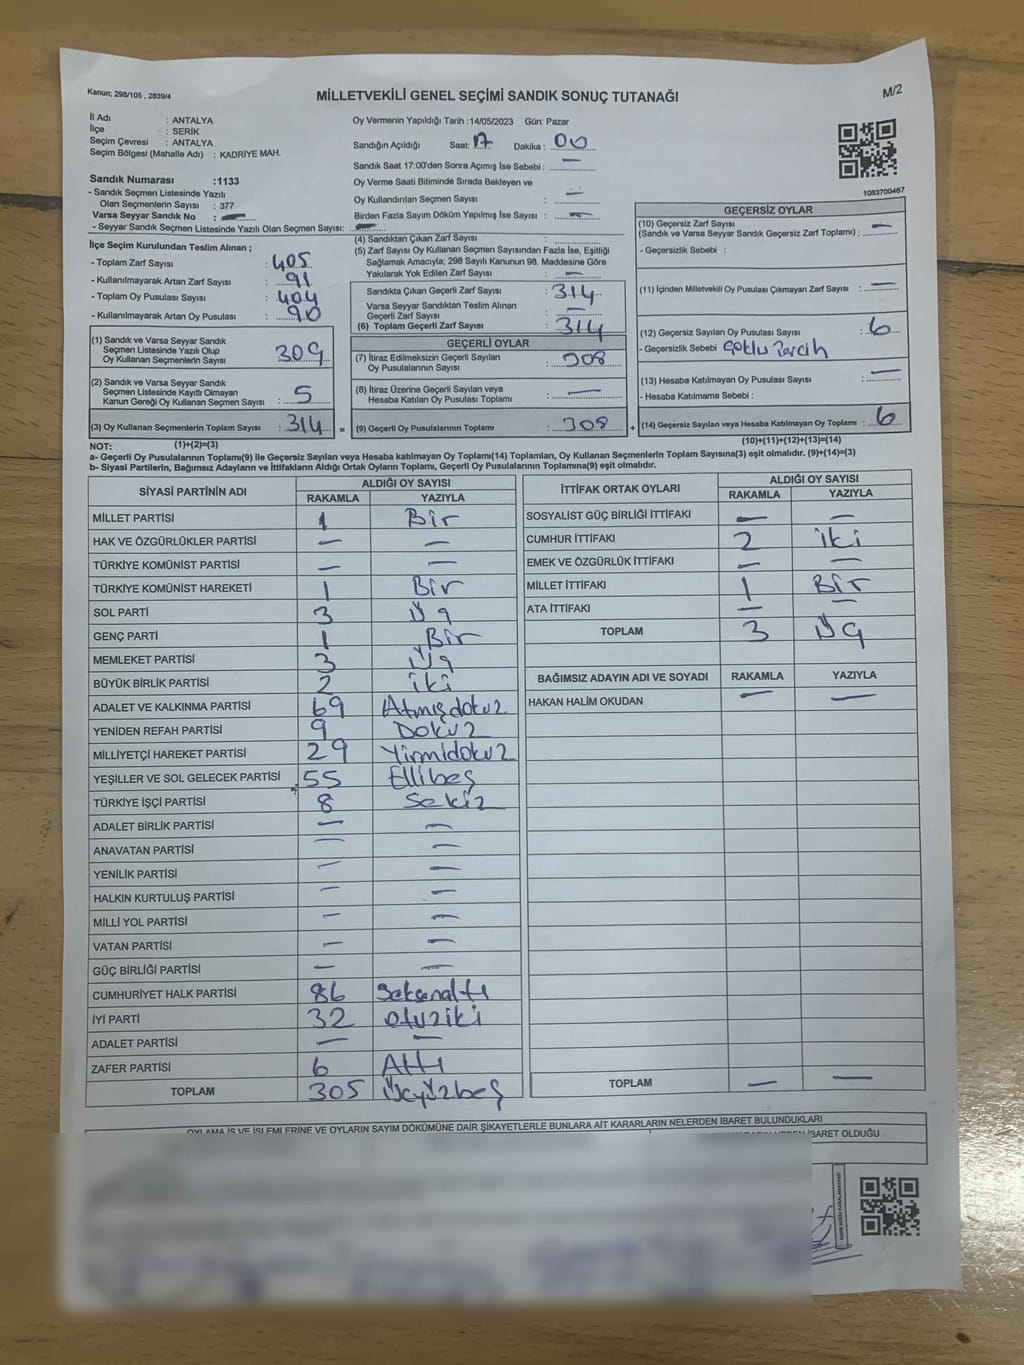 Kanun; 298/105 , 2839/4
MİLLETVEKİLİ GENEL SEÇİMİ SANDIK SONUÇ TUTANAĞI
M/2
İl Adı : ANTALYA
İlçe : SERİK
Seçim Çevresi : ANTALYA
Seçim Bölgesi (Mahalle Adı) : KADRİYE MAH.
Sandık Numarası :1133
- Sandık Seçmen Listesinde Yazılı
Olan Seçmenlerin Sayısı : 377
Varsa Seyyar Sandık No : —
- Seyyar Sandık Seçmen Listesinde Yazılı Olan Seçmen Sayısı: —
Oy Vermenin Yapıldığı Tarih :14/05/2023 Gün: Pazar
Sandığın Açıldığı Saat: 17 Dakika : 00
Sandık Saat 17:00'den Sonra Açımış İse Sebebi : —
Oy Verme Saati Bitiminde Sırada Bekleyen ve
Oy Kullandırılan Seçmen Sayısı : —
Birden Fazla Sayım Döküm Yapılmış İse Sayısı : —
1083700467
İlçe Seçim Kurulundan Teslim Alınan ;
- Toplam Zarf Sayısı : 405
- Kullanılmayarak Artan Zarf Sayısı : 91
- Toplam Oy Pusulası Sayısı : 404
- Kullanılmayarak Artan Oy Pusulası : 90
(1) Sandık ve Varsa Seyyar Sandık
Seçmen Listesinde Yazılı Olup
Oy Kullanan Seçmenlerin Sayısı 309
(2) Sandık ve Varsa Seyyar Sandık
Seçmen Listesinde Kayıtlı Olmayan
Kanun Gereği Oy Kullanan Seçmen Sayısı : 5
(3) Oy Kullanan Seçmenlerin Toplam Sayısı : 314 =
(4) Sandıktan Çıkan Zarf Sayısı :
(5) Zarf Sayısı Oy Kullanan Seçmen Sayısından Fazla İse, Eşitliği
Sağlamak Amacıyla; 298 Sayılı Kanunun 98. Maddesine Göre
Yakılarak Yok Edilen Zarf Sayısı : —
Sandıkta Çıkan Geçerli Zarf Sayısı : 314
Varsa Seyyar Sandıktan Teslim Alınan
Geçerli Zarf Sayısı : —
(6) Toplam Geçerli Zarf Sayısı : 314
GEÇERLİ OYLAR
(7) İtiraz Edilmeksizin Geçerli Sayılan
Oy Pusulalarının Sayısı : 308
(8) İtiraz Üzerine Geçerli Sayılan veya
Hesaba Katılan Oy Pusulası Toplamı : —
(9) Geçerli Oy Pusulalarının Toplamı : 308 +
GEÇERSİZ OYLAR
(10) Geçersiz Zarf Sayısı
(Sandık ve Varsa Seyyar Sandık Geçersiz Zarf Toplamı) : —
- Geçersizlik Sebebi :
(11) İçinden Milletvekili Oy Pusulası Çıkmayan Zarf Sayısı : —
(12) Geçersiz Sayılan Oy Pusulası Sayısı : 6
- Geçersizlik Sebebi Çoklu Tercih
(13) Hesaba Katılmayan Oy Pusulası Sayısı : —
- Hesaba Katılmama Sebebi :
(14) Geçersiz Sayılan veya Hesaba Katılmayan Oy Toplamı : 6
NOT: (1)+(2)=(3) (10)+(11)+(12)+(13)=(14)
a- Geçerli Oy Pusulalarının Toplamı(9) ile Geçersiz Sayılan veya Hesaba katılmayan Oy Toplamı(14) Toplamları, Oy Kullanan Seçmenlerin Toplam Sayısına(3) eşit olmalıdır. (9)+(14)=(3)
b- Siyasi Partilerin, Bağımsız Adayların ve İttifakların Aldığı Ortak Oyların Toplamı, Geçerli Oy Pusulalarının Toplamına(9) eşit olmalıdır.
SİYASİ PARTİNİN ADI ALDIĞI OY SAYISI
RAKAMLA YAZIYLA
MİLLET PARTİSİ 1 Bir
HAK VE ÖZGÜRLÜKLER PARTİSİ — —
TÜRKİYE KOMÜNİST PARTİSİ — —
TÜRKİYE KOMÜNİST HAREKETİ 1 Bir
SOL PARTİ 3 Üç
GENÇ PARTİ 1 Bir
MEMLEKET PARTİSİ 3 Üç
BÜYÜK BİRLİK PARTİSİ 2 iki
ADALET VE KALKINMA PARTİSİ 69 Atmışdokuz
YENİDEN REFAH PARTİSİ 9 Dokuz
MİLLİYETÇİ HAREKET PARTİSİ 29 Yirmidokuz
YEŞİLLER VE SOL GELECEK PARTİSİ 55 Ellibeş
TÜRKİYE İŞÇİ PARTİSİ 8 Sekiz
ADALET BİRLİK PARTİSİ — —
ANAVATAN PARTİSİ — —
YENİLİK PARTİSİ — —
HALKIN KURTULUŞ PARTİSİ — —
MİLLİ YOL PARTİSİ — —
VATAN PARTİSİ — —
GÜÇ BİRLİĞİ PARTİSİ — —
CUMHURİYET HALK PARTİSİ 86 Seksenaltı
İYİ PARTİ 32 otuziki
ADALET PARTİSİ — —
ZAFER PARTİSİ 6 Altı
TOPLAM 305 Üçyüzbeş
İTTİFAK ORTAK OYLARI ALDIĞI OY SAYISI
RAKAMLA YAZIYLA
SOSYALİST GÜÇ BİRLİĞİ İTTİFAKI — —
CUMHUR İTTİFAKI 2 iki
EMEK VE ÖZGÜRLÜK İTTİFAKI — —
MİLLET İTTİFAKI 1 Bir
ATA İTTİFAKI — —
TOPLAM 3 Üç
BAĞIMSIZ ADAYIN ADI VE SOYADI RAKAMLA YAZIYLA
HAKAN HALİM OKUDAN — —
TOPLAM — —
OYLAMA İŞ VE İŞLEMLERİNE VE OYLARIN SAYIM DÖKÜMÜNE DAİR ŞİKAYETLERLE BUNLARA AİT KARARLARIN NELERDEN İBARET BULUNDUKLARI
İBARET OLDUĞU